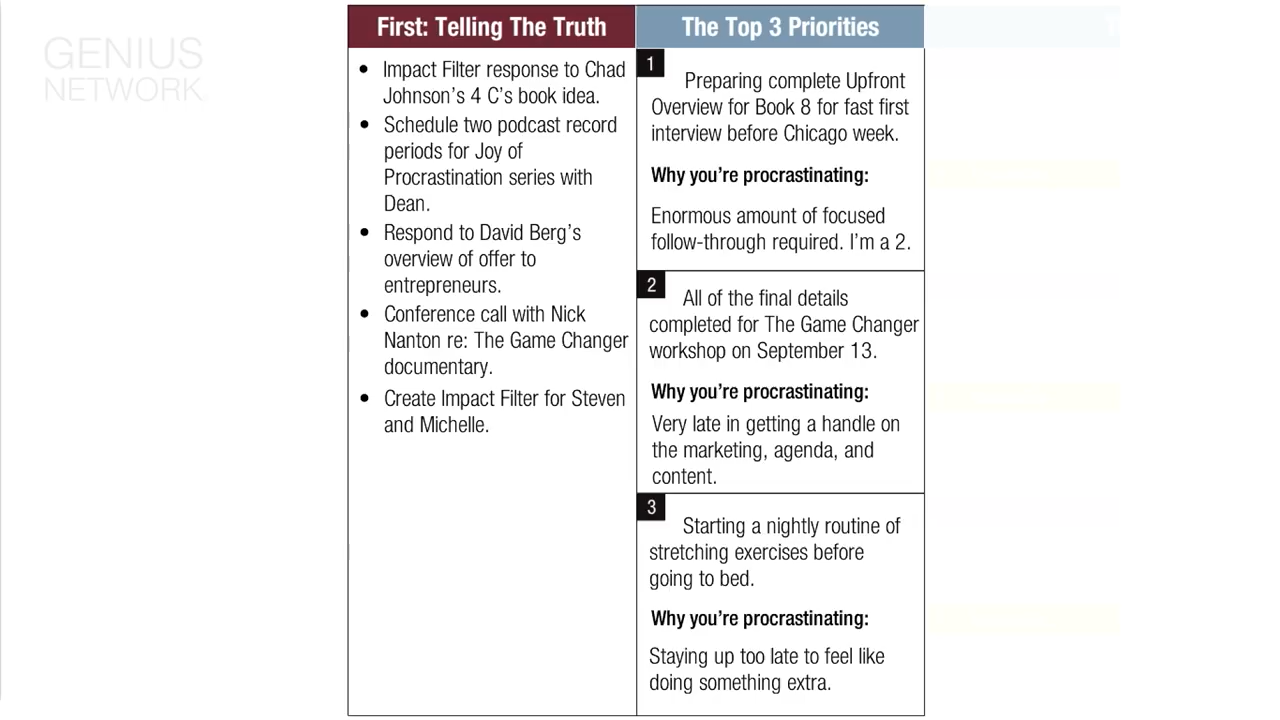 GENIUS
NETWORK
First: Telling The Truth
• Impact Filter response to Chad
Johnson's 4 C's book idea.
• Schedule two podcast record
periods for Joy of
Procrastination series with
Dean.
• Respond to David Berg's
overview of offer to
entrepreneurs.
• Conference call with Nick
Nanton re: The Game Changer
documentary.
• Create Impact Filter for Steven
and Michelle.
The Top 3 Priorities
1
Preparing complete Upfront
Overview for Book 8 for fast first
interview before Chicago week.
Why you're procrastinating:
Enormous amount of focused
follow-through required. I'm a 2.
2
All of the final details
completed for The Game Changer
workshop on September 13.
Why you're procrastinating:
Very late in getting a handle on
the marketing, agenda, and
content.
3
Starting a nightly routine of
stretching exercises before
going to bed.
Why you're procrastinating:
Staying up too late to feel like
doing something extra.